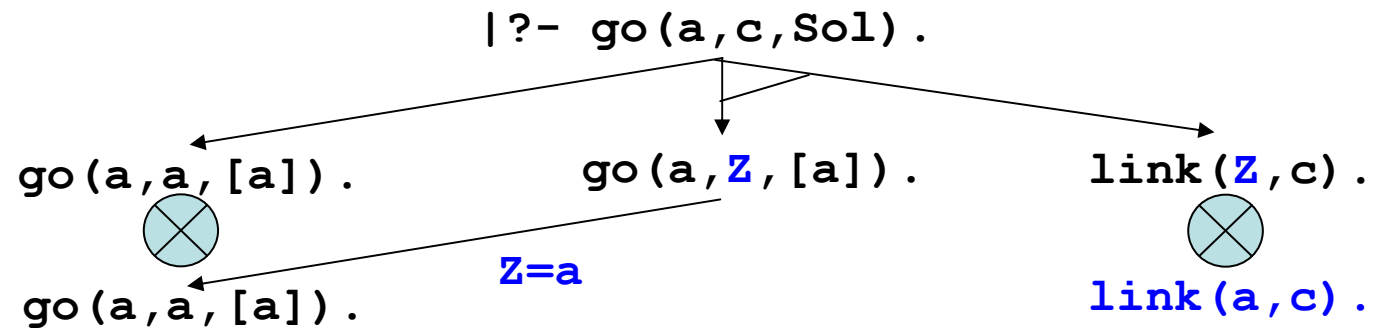 |?- go(a,c,Sol).
go(a,a,[a]). go(a,Z,[a]). link(Z,c).
Z=a
go(a,a,[a]). link(a,c).